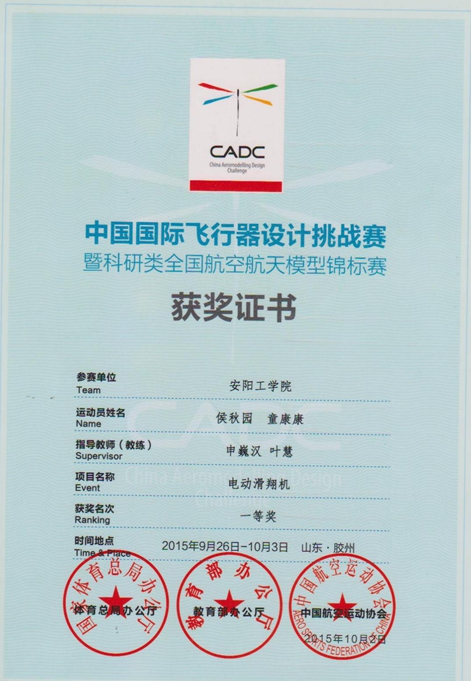 CADC
China Aeromodelling Design
Challenge
中国国际飞行器设计挑战赛
暨科研类全国航空航天模型锦标赛
获奖证书
参赛单位 安阳工学院
Team
运动员姓名 侯秋园 童康康
Name
指导教师（教练） 申巍汉 叶慧
Supervisor
项目名称 电动滑翔机
Event
获奖名次 一等奖
Ranking
时间地点 2015年9月26日-10月3日 山东·胶州
Time & Place
国家体育总局办公厅
体育总局办公厅
教育部办公厅
教育部办公厅
中国航空运动协会
AERO SPORTS FEDERATION OF CHINA
中国航空运动协会
2015年10月3日